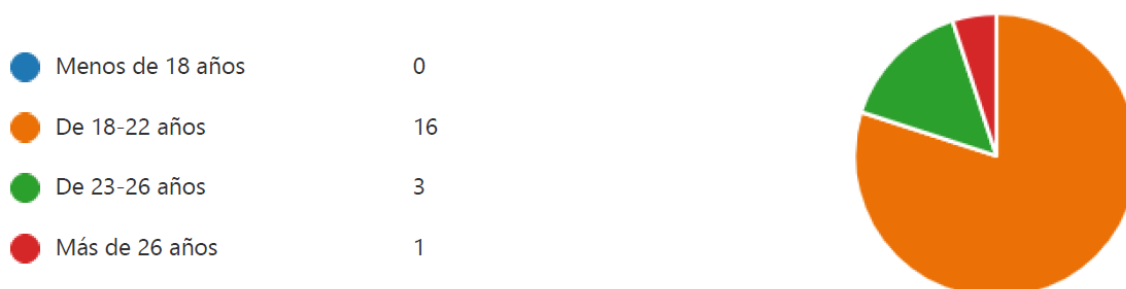 Menos de 18 años 0
De 18-22 años 16
De 23-26 años 3
Más de 26 años 1